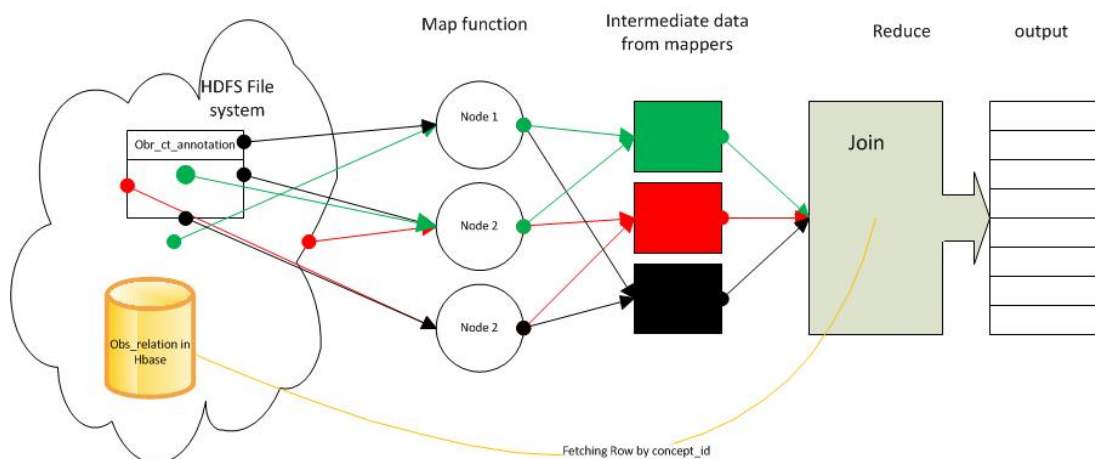 Map function
Intermediate data
from mappers
Reduce
output
HDFS File
system
Obr_ct_annotation
Node 1
Join
Node 2
Node 2
Obs_relation in
Hbase
Fetching Row by concept_id